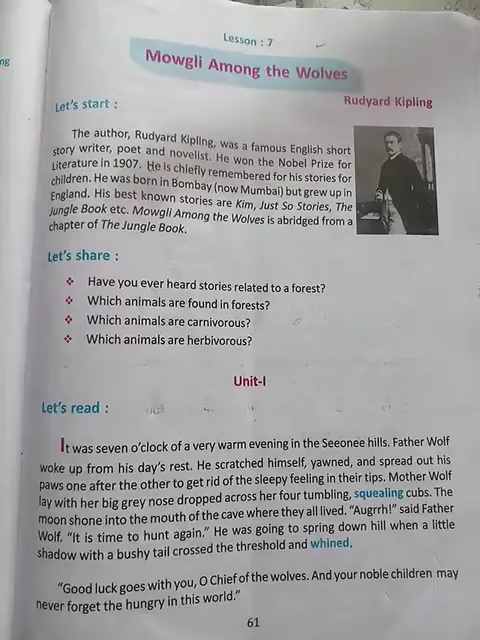 ng
Lesson : 7
Mowgli Among the Wolves
Rudyard Kipling
Let's start :
The author, Rudyard Kipling, was a famous English short
story writer, poet and novelist. He won the Nobel Prize for
Literature in 1907. He is chiefly remembered for his stories for
children. He was born in Bombay (now Mumbai) but grew up in
England. His best known stories are Kim, Just So Stories, The
Jungle Book etc. Mowgli Among the Wolves is abridged from a
chapter of The Jungle Book.
Let's share :
❖ Have you ever heard stories related to a forest?
❖ Which animals are found in forests?
❖ Which animals are carnivorous?
❖ Which animals are herbivorous?
Unit-I
Let's read :
It was seven o'clock of a very warm evening in the Seeonee hills. Father Wolf
woke up from his day's rest. He scratched himself, yawned, and spread out his
paws one after the other to get rid of the sleepy feeling in their tips. Mother Wolf
lay with her big grey nose dropped across her four tumbling, squealing cubs. The
moon shone into the mouth of the cave where they all lived. "Augrrh!" said Father
Wolf. "It is time to hunt again." He was going to spring down hill when a little
shadow with a bushy tail crossed the threshold and whined.
"Good luck goes with you, O Chief of the wolves. And your noble children may
never forget the hungry in this world."
61